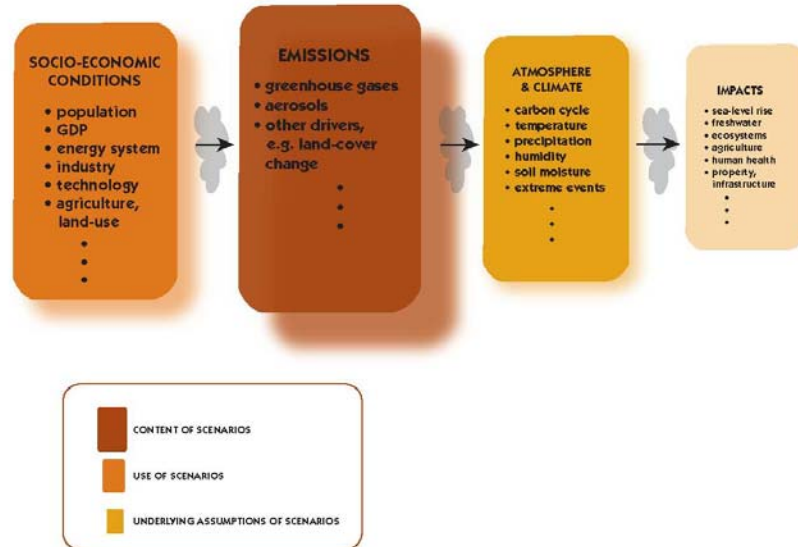 SOCIO-ECONOMIC
CONDITIONS
• population
• GDP
• energy system
• industry
• technology
• agriculture,
land-use
EMISSIONS
• greenhouse gases
• aerosols
• other drivers,
e.g. land-cover
change
ATMOSPHERE
& CLIMATE
• carbon cycle
• temperature
• precipitation
• humidity
• soil moisture
• extreme events
IMPACTS
• sea-level rise
• freshwater
• ecosystems
• agriculture
• human health
• property,
infrastructure
CONTENT OF SCENARIOS
USE OF SCENARIOS
UNDERLYING ASSUMPTIONS OF SCENARIOS